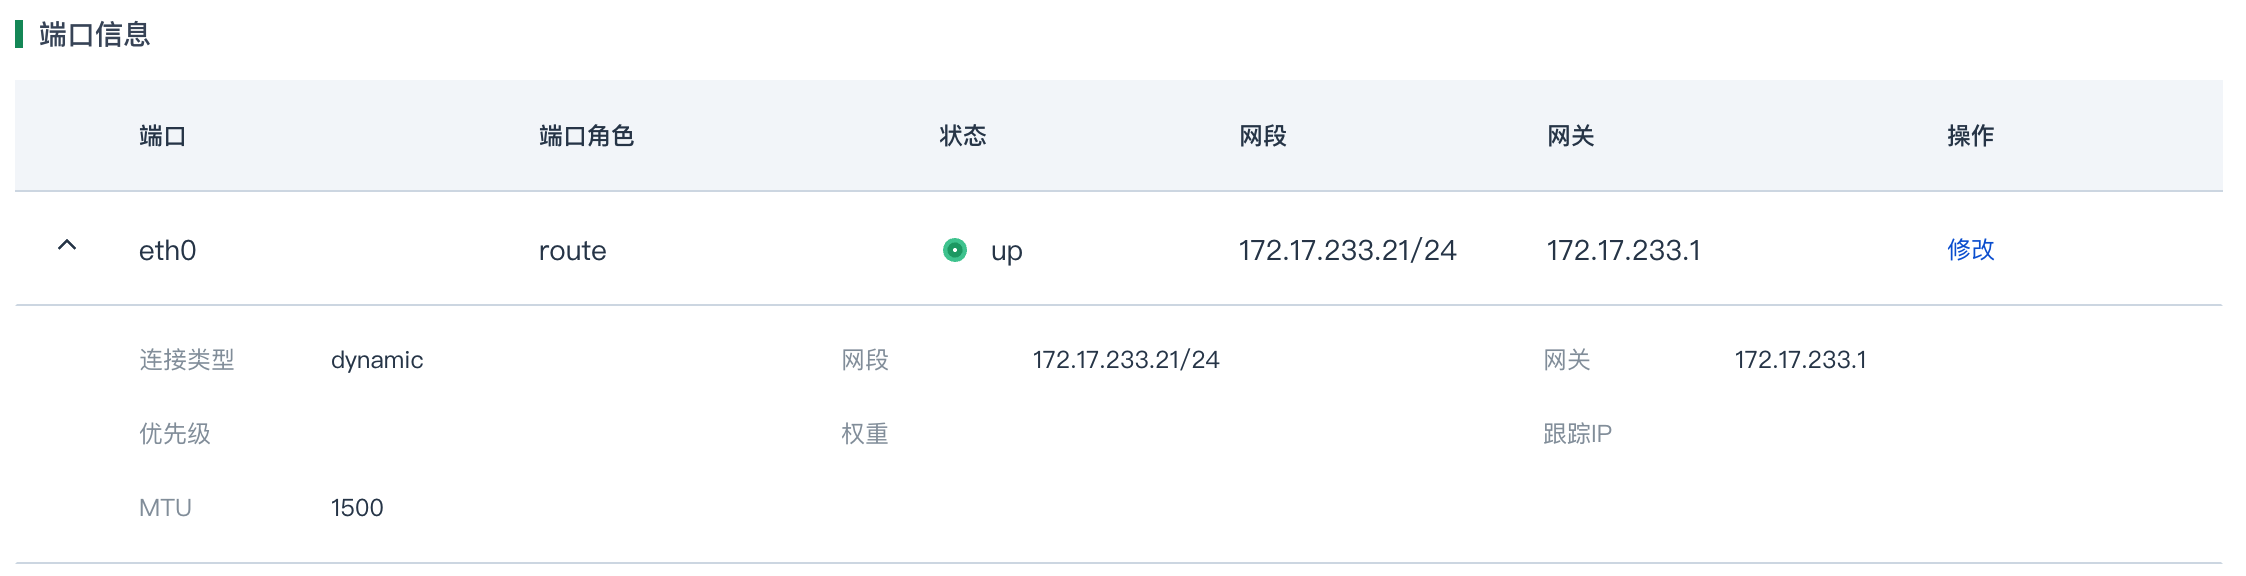 端口信息
端口 端口角色 状态 网段 网关 操作
eth0 route up 172.17.233.21/24 172.17.233.1 修改
连接类型 dynamic 网段 172.17.233.21/24 网关 172.17.233.1
优先级 权重 跟踪IP
MTU 1500